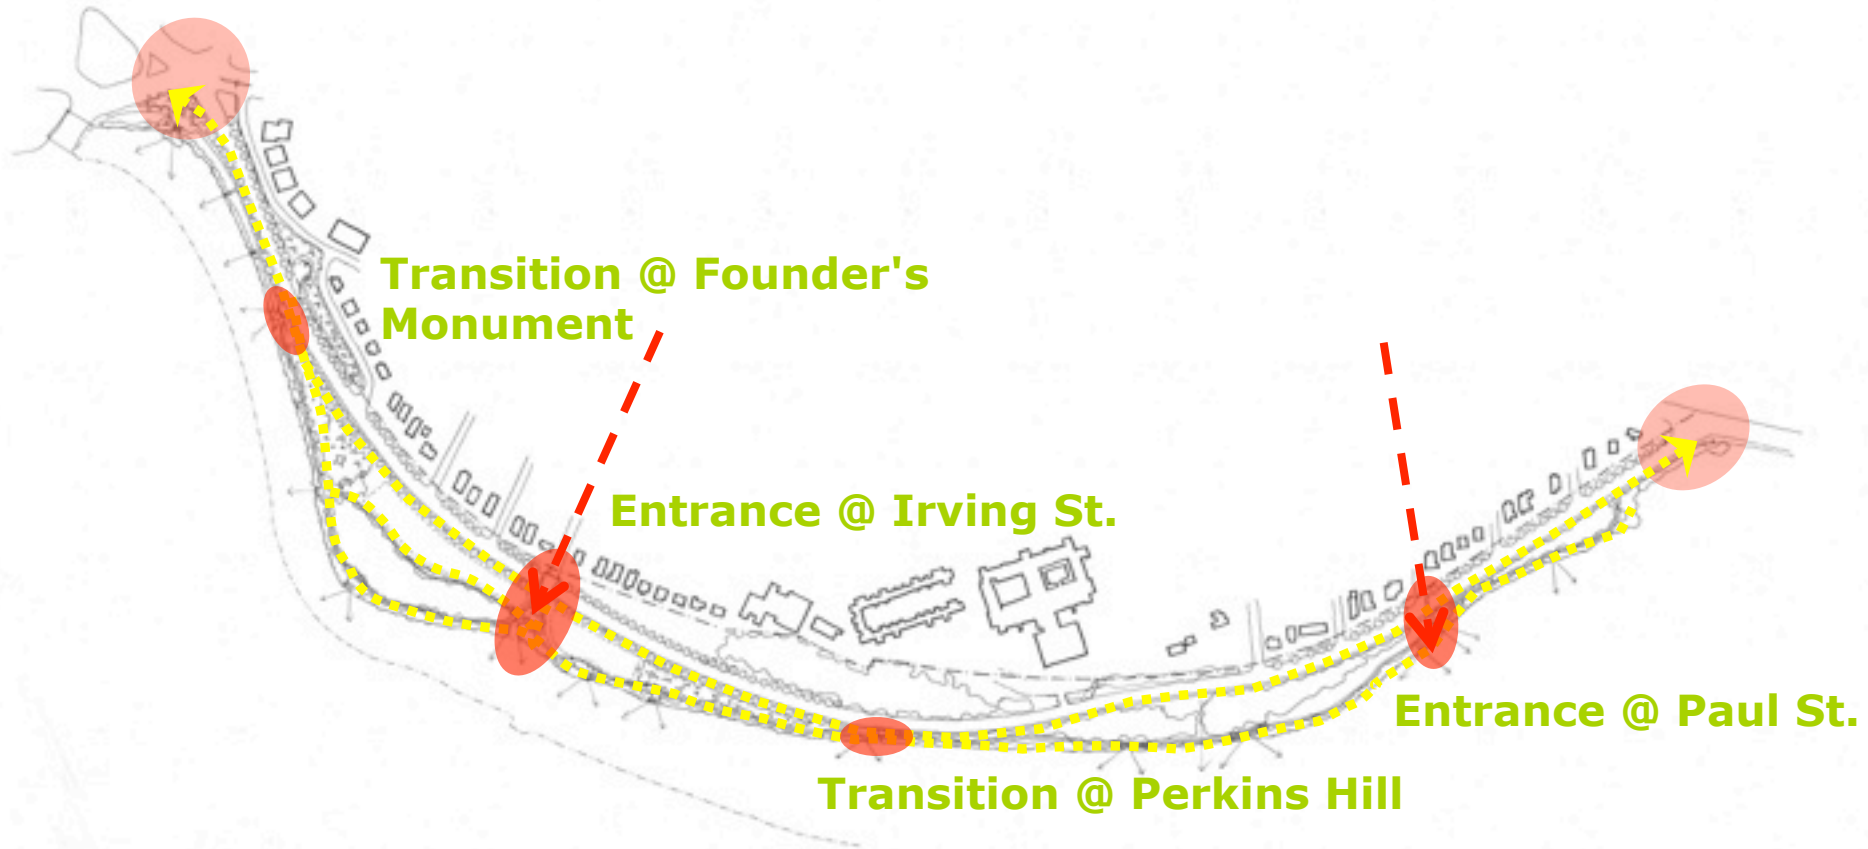 Transition @ Founder's
Monument
Entrance @ Irving St.
Entrance @ Paul St.
Transition @ Perkins Hill